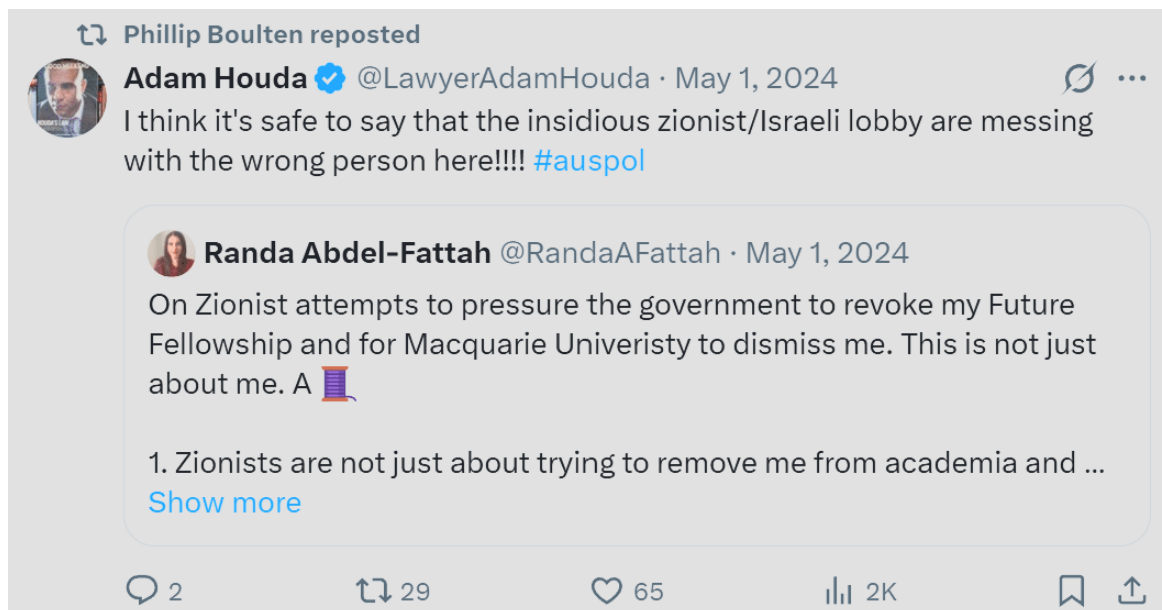 Phillip Boulten reposted
Adam Houda @LawyerAdamHouda · May 1, 2024
I think it's safe to say that the insidious zionist/Israeli lobby are messing
with the wrong person here!!!! #auspol
Randa Abdel-Fattah @RandaAFattah · May 1, 2024
On Zionist attempts to pressure the government to revoke my Future
Fellowship and for Macquarie Univeristy to dismiss me. This is not just
about me. A 🧵
1. Zionists are not just about trying to remove me from academia and ...
Show more
2 29 65 2K